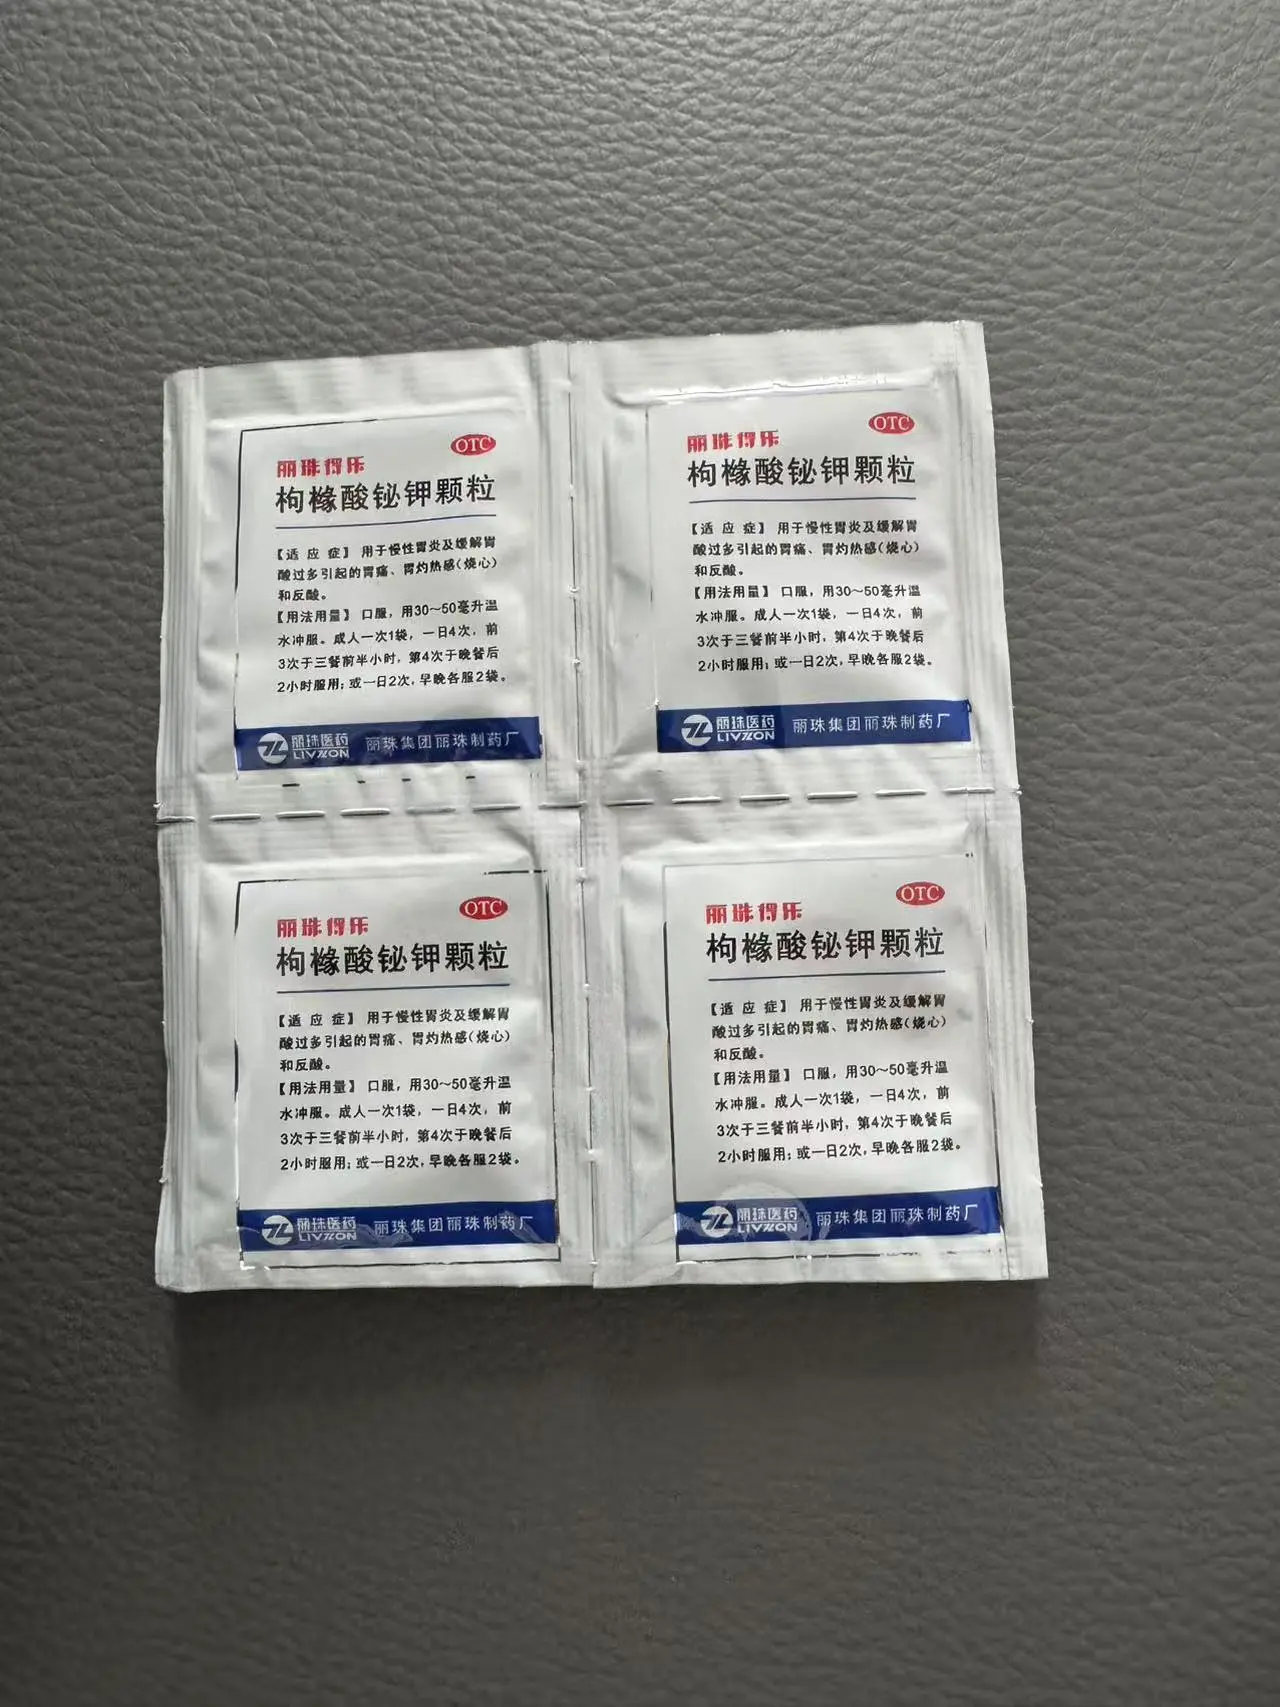 OTC
丽珠得乐
枸橼酸铋钾颗粒
【适 应 症】 用于慢性胃炎及缓解胃
酸过多引起的胃痛、胃灼热感(烧心)
和反酸。
【用法用量】 口服，用30～50毫升温
水冲服。成人一次1袋，一日4次，前
3次于三餐前半小时，第4次于晚餐后
2小时服用；或一日2次，早晚各服2袋。
丽珠医药
LIVZON
丽珠集团丽珠制药厂
OTC
丽珠得乐
枸橼酸铋钾颗粒
【适 应 症】 用于慢性胃炎及缓解胃
酸过多引起的胃痛、胃灼热感(烧心)
和反酸。
【用法用量】 口服，用30～50毫升温
水冲服。成人一次1袋，一日4次，前
3次于三餐前半小时，第4次于晚餐后
2小时服用；或一日2次，早晚各服2袋。
丽珠医药
LIVZON
丽珠集团丽珠制药厂
OTC
丽珠得乐
枸橼酸铋钾颗粒
【适 应 症】 用于慢性胃炎及缓解胃
酸过多引起的胃痛、胃灼热感(烧心)
和反酸。
【用法用量】 口服，用30～50毫升温
水冲服。成人一次1袋，一日4次，前
3次于三餐前半小时，第4次于晚餐后
2小时服用；或一日2次，早晚各服2袋。
丽珠医药
LIVZON
丽珠集团丽珠制药厂
OTC
丽珠得乐
枸橼酸铋钾颗粒
【适 应 症】 用于慢性胃炎及缓解胃
酸过多引起的胃痛、胃灼热感(烧心)
和反酸。
【用法用量】 口服，用30～50毫升温
水冲服。成人一次1袋，一日4次，前
3次于三餐前半小时，第4次于晚餐后
2小时服用；或一日2次，早晚各服2袋。
丽珠医药
LIVZON
丽珠集团丽珠制药厂